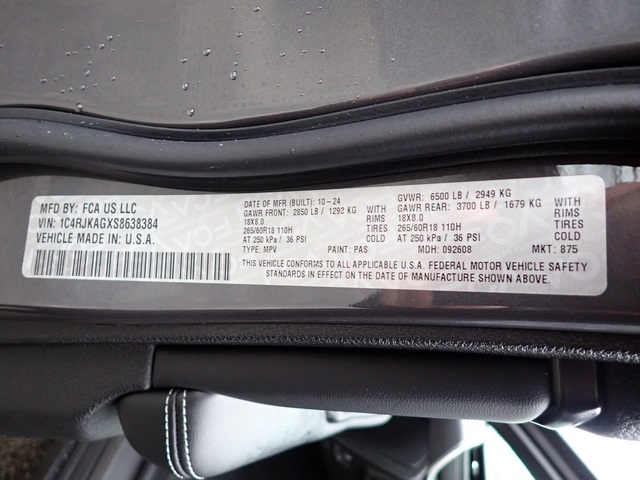 MFD BY: FCA US LLC
VIN: 1C4RJKAGXS8638384
VEHICLE MADE IN: U.S.A.
DATE OF MFR (BUILT): 10-24
GAWR FRONT: 2850 LB / 1293 KG WITH
18X8.0 RIMS
265/60R18 110H TIRES
AT 250 kPa / 36 PSI COLD
TYPE: MPV PAINT: PAS
GVWR: 6500 LB / 2949 KG
GAWR REAR: 3700 LB / 1679 KG WITH
18X8.0 RIMS
265/60R18 110H TIRES
AT 250 kPa / 36 PSI COLD
MDH: 092608 MKT: 875
THIS VEHICLE CONFORMS TO ALL APPLICABLE U.S.A. FEDERAL MOTOR VEHICLE SAFETY
STANDARDS IN EFFECT ON THE DATE OF MANUFACTURE SHOWN ABOVE.